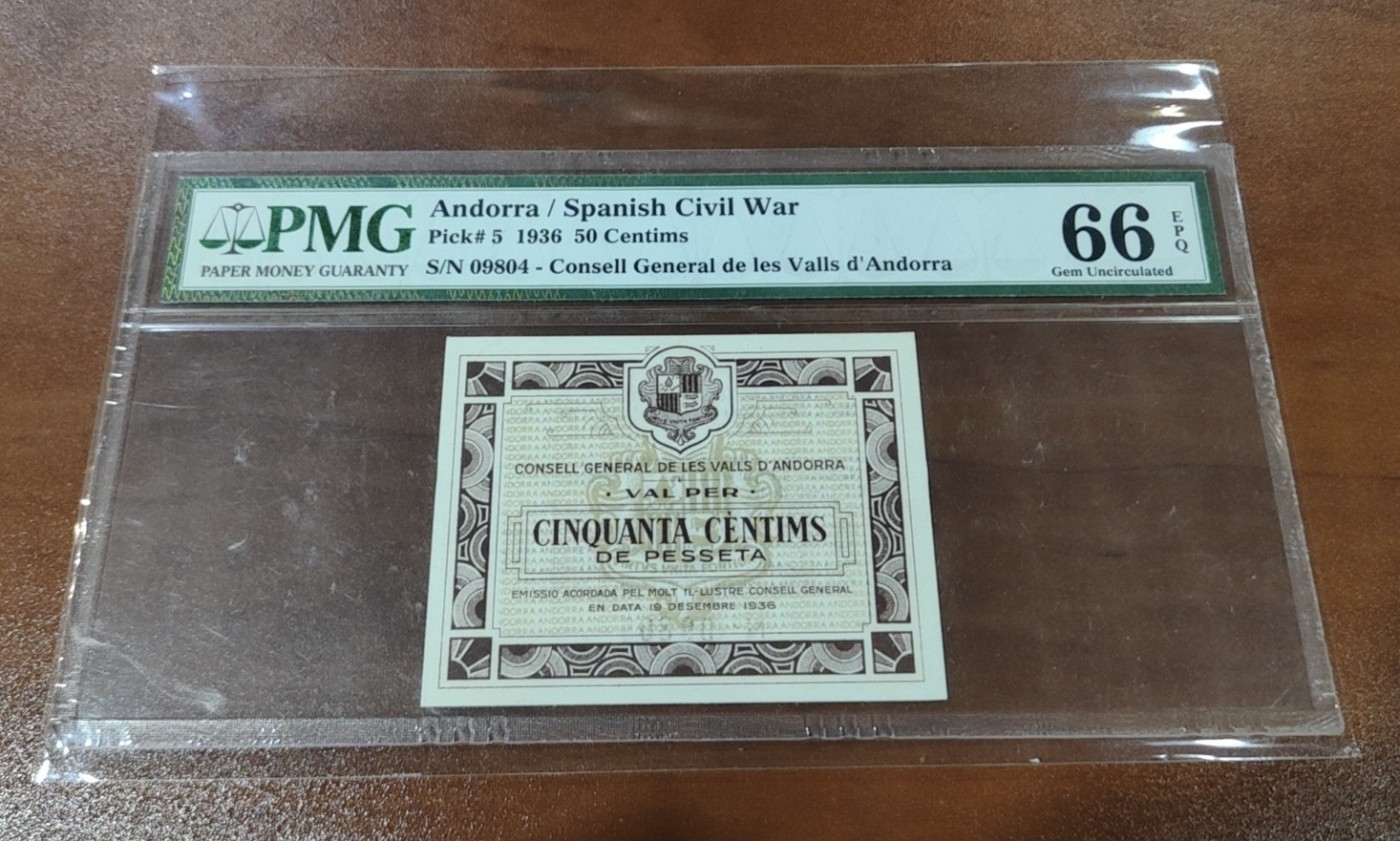 PMG
PAPER MONEY GUARANTY
Andorra / Spanish Civil War
Pick# 5 1936 50 Centims
S/N 09804 - Consell General de les Valls d'Andorra
66
EPQ
Gem Uncirculated
CONSELL GENERAL DE LES VALLS D'ANDORRA
· VAL PER ·
CINQUANTA CÈNTIMS
DE PESSETA
EMISSIO ACORDADA PEL MOLT IL·LUSTRE CONSELL GENERAL
EN DATA 19 DESEMBRE 1936